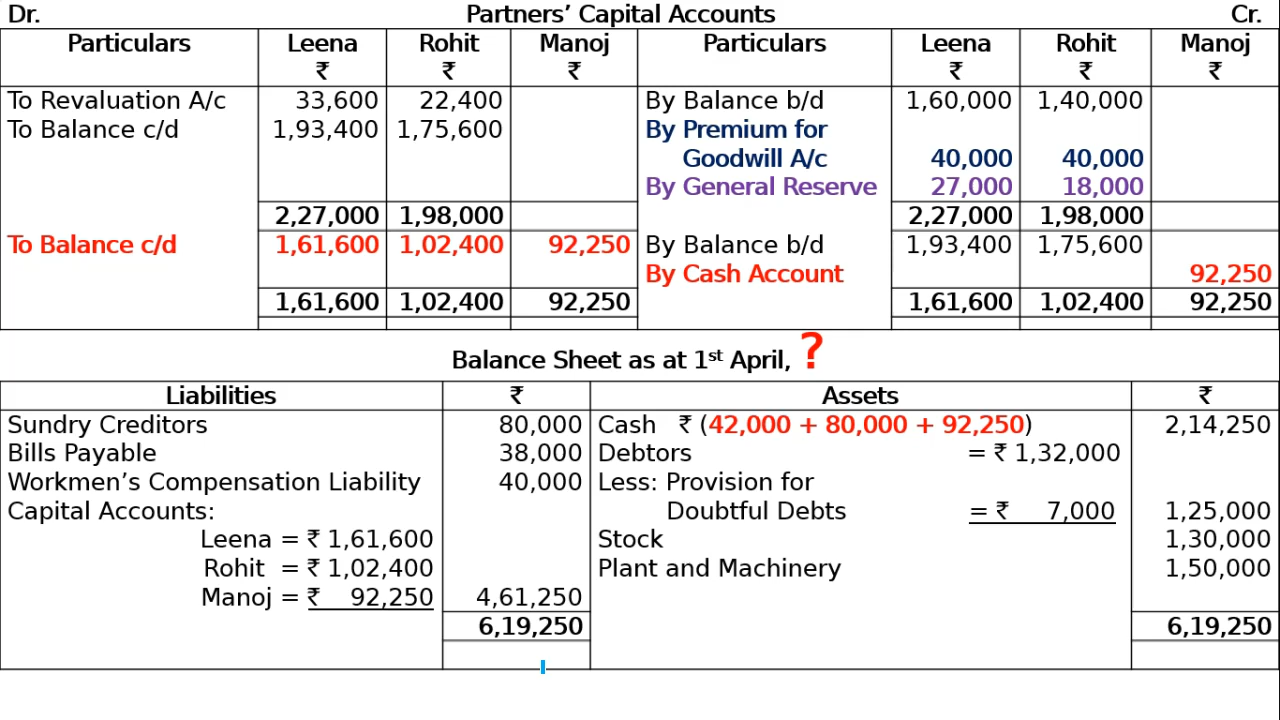 Dr. Partners’ Capital Accounts Cr.
Particulars Leena Rohit Manoj Particulars Leena Rohit Manoj
₹ ₹ ₹ ₹ ₹ ₹
To Revaluation A/c 33,600 22,400 By Balance b/d 1,60,000 1,40,000
To Balance c/d 1,93,400 1,75,600 By Premium for
Goodwill A/c 40,000 40,000
By General Reserve 27,000 18,000
2,27,000 1,98,000 2,27,000 1,98,000
To Balance c/d 1,61,600 1,02,400 92,250 By Balance b/d 1,93,400 1,75,600
By Cash Account 92,250
1,61,600 1,02,400 92,250 1,61,600 1,02,400 92,250
Balance Sheet as at 1st April, ?
Liabilities ₹ Assets ₹
Sundry Creditors 80,000 Cash ₹ (42,000 + 80,000 + 92,250) 2,14,250
Bills Payable 38,000 Debtors = ₹ 1,32,000
Workmen’s Compensation Liability 40,000 Less: Provision for
Capital Accounts: Doubtful Debts = ₹ 7,000 1,25,000
Leena = ₹ 1,61,600 Stock 1,30,000
Rohit = ₹ 1,02,400 Plant and Machinery 1,50,000
Manoj = ₹ 92,250 4,61,250
6,19,250 6,19,250